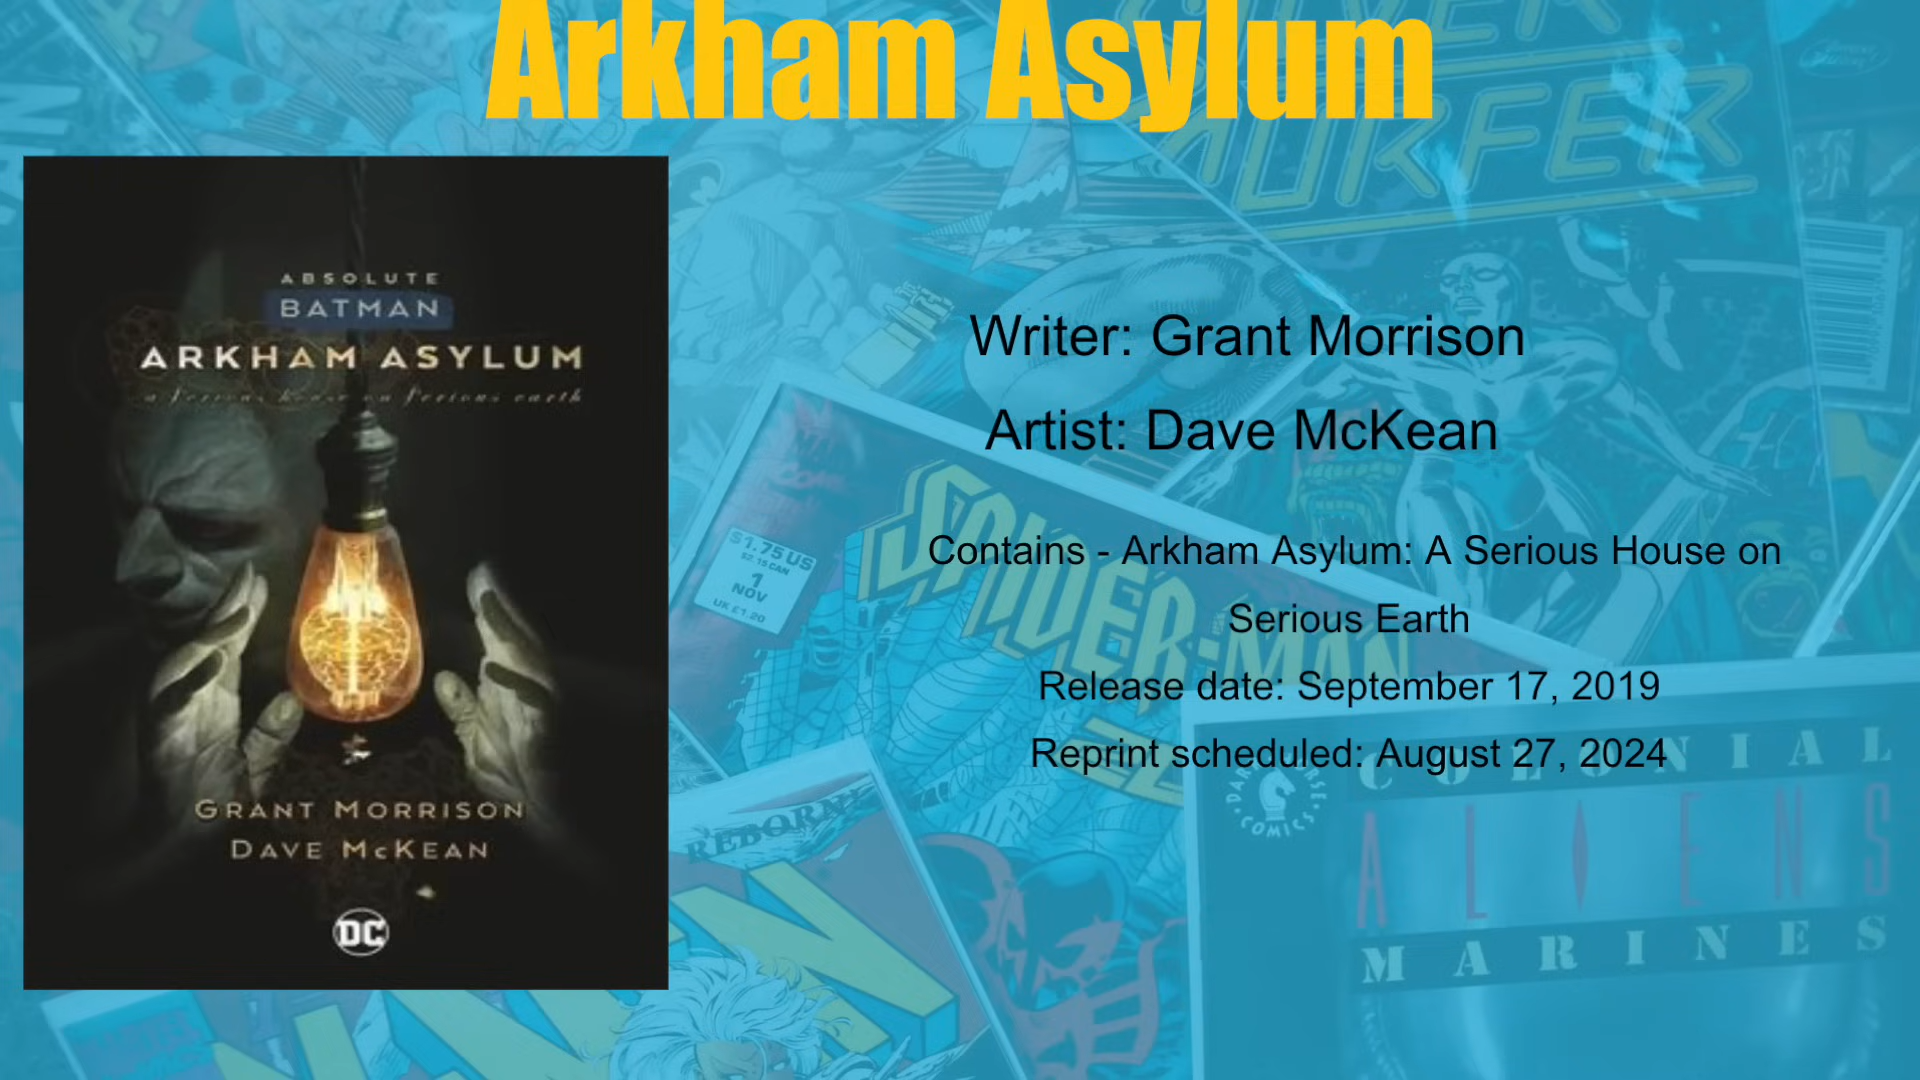 Arkham Asylum
ABSOLUTE
BATMAN
ARKHAM ASYLUM
a serious house on serious earth
GRANT MORRISON
DAVE McKEAN
DC
Writer: Grant Morrison
Artist: Dave McKean
Contains - Arkham Asylum: A Serious House on
Serious Earth
Release date: September 17, 2019
Reprint scheduled: August 27, 2024
SILVER
SURFER
$1.75 US
$2.15 CAN
1
NOV
UK £1.20
SPIDER-MAN
REBORN!
COLONIAL
ALIENS
MARINES
DARK HORSE
COMICS